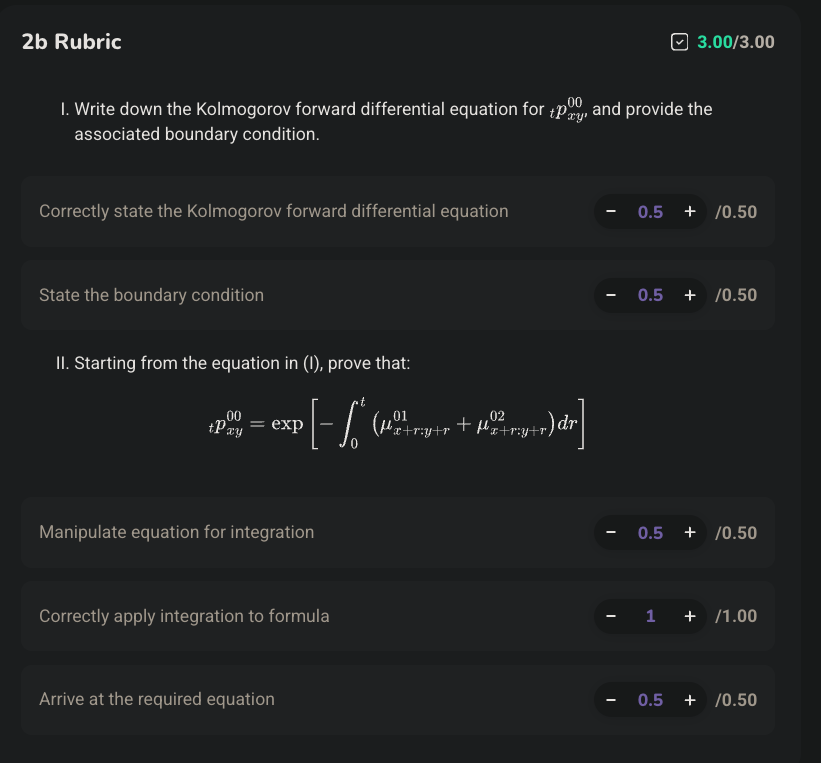 2b Rubric 3.00/3.00
I. Write down the Kolmogorov forward differential equation for ₜp⁰⁰ₓᵧ, and provide the
associated boundary condition.
Correctly state the Kolmogorov forward differential equation − 0.5 + /0.50
State the boundary condition − 0.5 + /0.50
II. Starting from the equation in (I), prove that:
$_{t}p_{xy}^{00} = \exp\left[-\int_0^t \left(\mu_{x+r:y+r}^{01} + \mu_{x+r:y+r}^{02}\right)dr\right]$
Manipulate equation for integration − 0.5 + /0.50
Correctly apply integration to formula − 1 + /1.00
Arrive at the required equation − 0.5 + /0.50